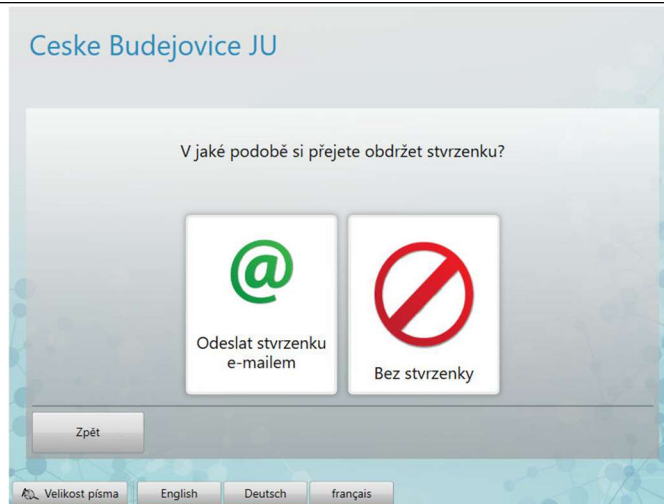 Ceske Budejovice JU
V jaké podobě si přejete obdržet stvrzenku?
@
Odeslat stvrzenku
e-mailem
Bez stvrzenky
Zpět
Velikost písma
English
Deutsch
français